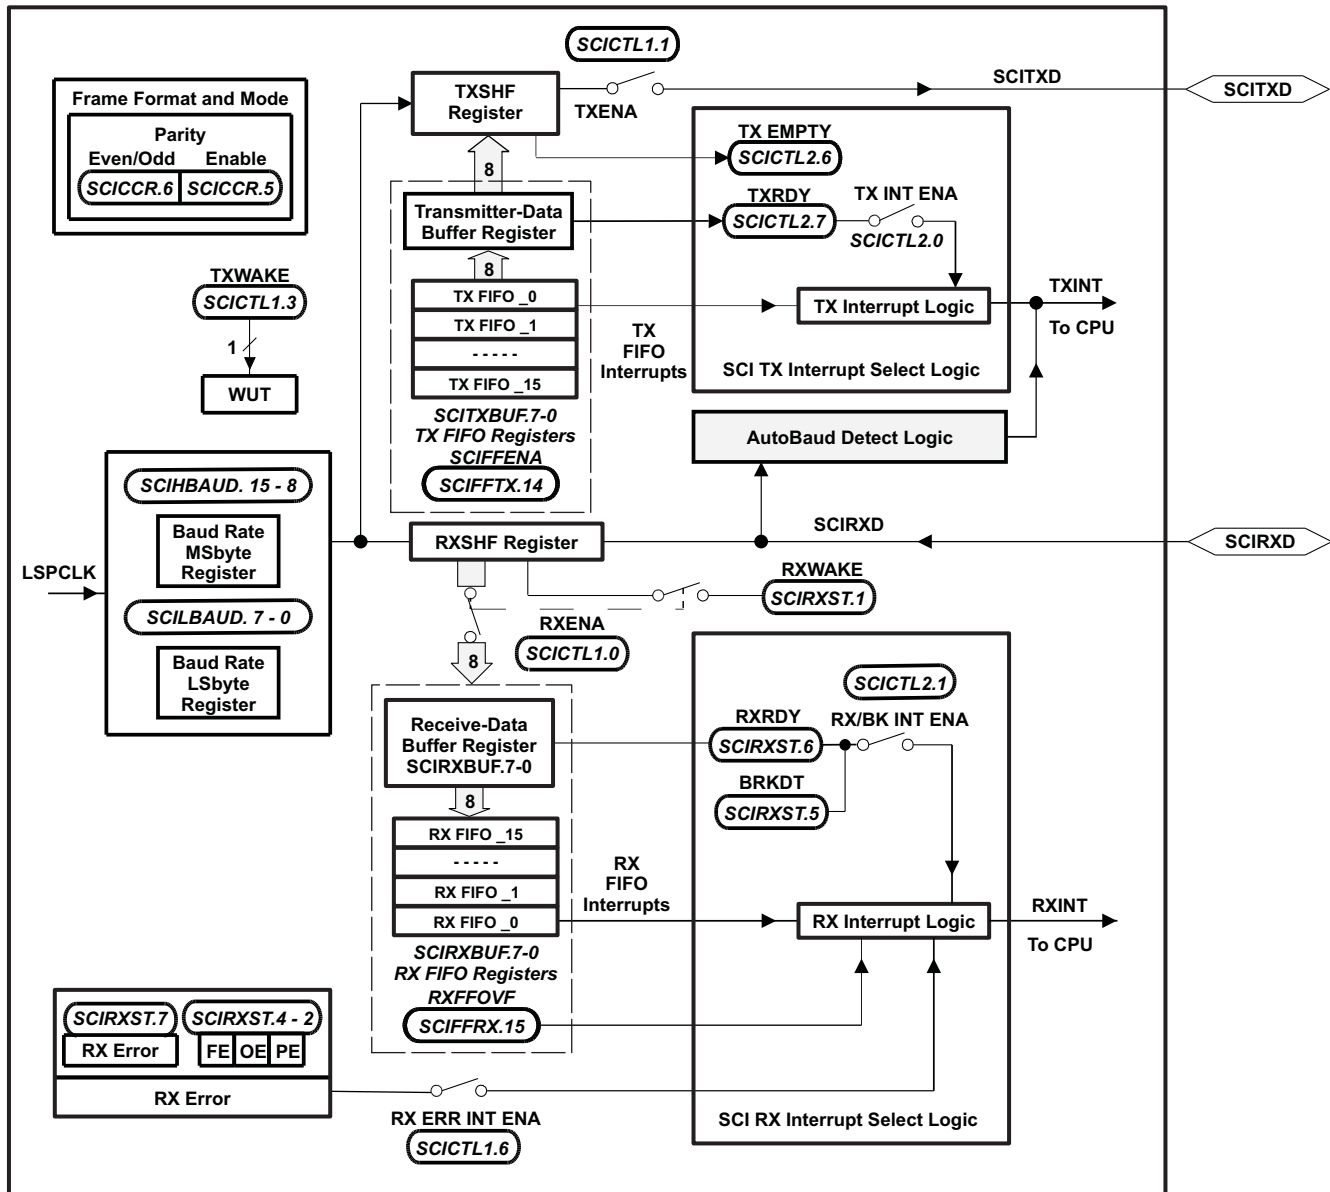 SCICTL1.1
TXSHF
Register
TXENA
SCITXD
SCITXD
Frame Format and Mode
Parity
Even/Odd Enable
SCICCR.6 SCICCR.5
8
TX EMPTY
SCICTL2.6
Transmitter-Data
Buffer Register
TXRDY
SCICTL2.7
TX INT ENA
SCICTL2.0
8
TXWAKE
SCICTL1.3
1
WUT
TX FIFO _0
TX FIFO _1
- - - - -
TX FIFO _15
TX
FIFO
Interrupts
TX Interrupt Logic
TXINT
To CPU
SCI TX Interrupt Select Logic
SCITXBUF.7-0
TX FIFO Registers
SCIFFENA
SCIFFTX.14
AutoBaud Detect Logic
LSPCLK
SCIHBAUD. 15 - 8
Baud Rate
MSbyte
Register
SCILBAUD. 7 - 0
Baud Rate
LSbyte
Register
RXSHF Register
SCIRXD
SCIRXD
RXWAKE
SCIRXST.1
RXENA
SCICTL1.0
8
SCICTL2.1
Receive-Data
Buffer Register
SCIRXBUF.7-0
RXRDY
SCIRXST.6
RX/BK INT ENA
BRKDT
SCIRXST.5
8
RX FIFO _15
- - - - -
RX FIFO _1
RX FIFO _0
RX
FIFO
Interrupts
RX Interrupt Logic
RXINT
To CPU
SCIRXBUF.7-0
RX FIFO Registers
RXFFOVF
SCIFFRX.15
SCIRXST.7 SCIRXST.4 - 2
RX Error FE OE PE
RX Error
RX ERR INT ENA
SCICTL1.6
SCI RX Interrupt Select Logic